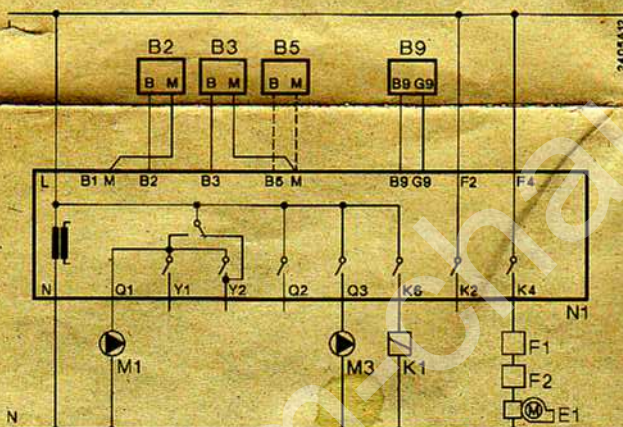 B2 B3 B5 B9
B M B M B M B9 G9
L B1 M B2 B3 B5 M B9 G9 F2 F4
N Q1 Y1 Y2 Q2 Q3 K6 K2 K4
N1
M1 M3 K1 F1
F2
N M E1